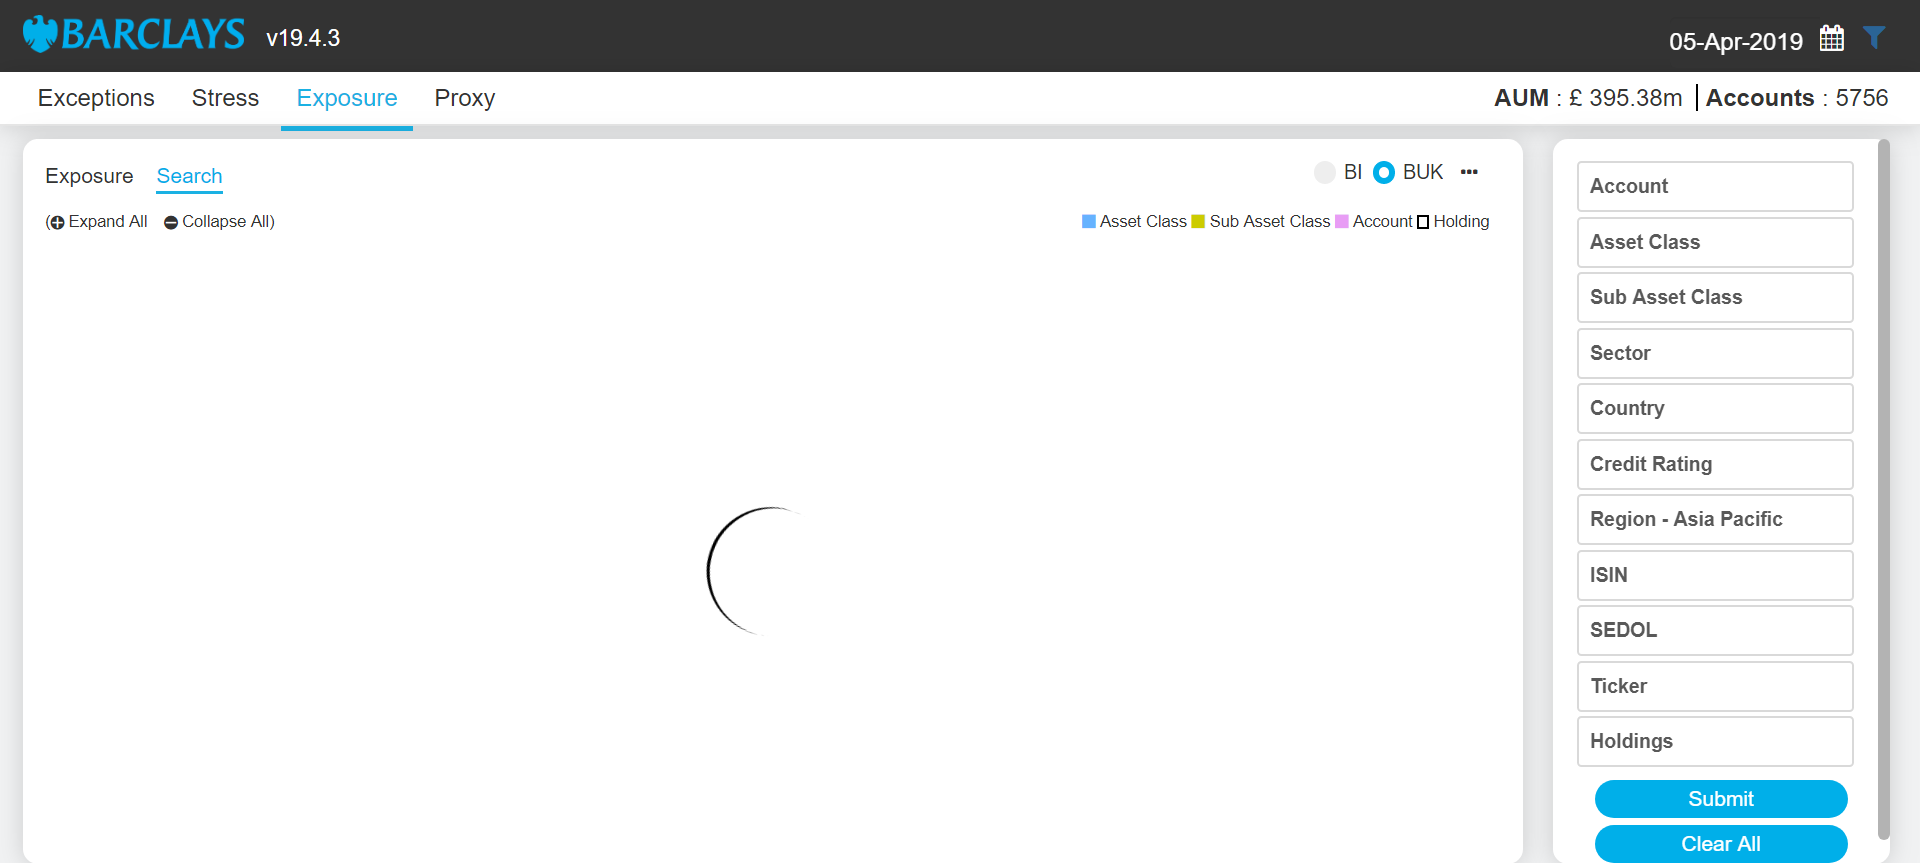 BARCLAYS v19.4.3
05-Apr-2019
Exceptions Stress Exposure Proxy
AUM : £ 395.38m | Accounts : 5756
Exposure Search
BI BUK ...
(Expand All Collapse All)
Asset Class Sub Asset Class Account Holding
Account
Asset Class
Sub Asset Class
Sector
Country
Credit Rating
Region - Asia Pacific
ISIN
SEDOL
Ticker
Holdings
Submit
Clear All